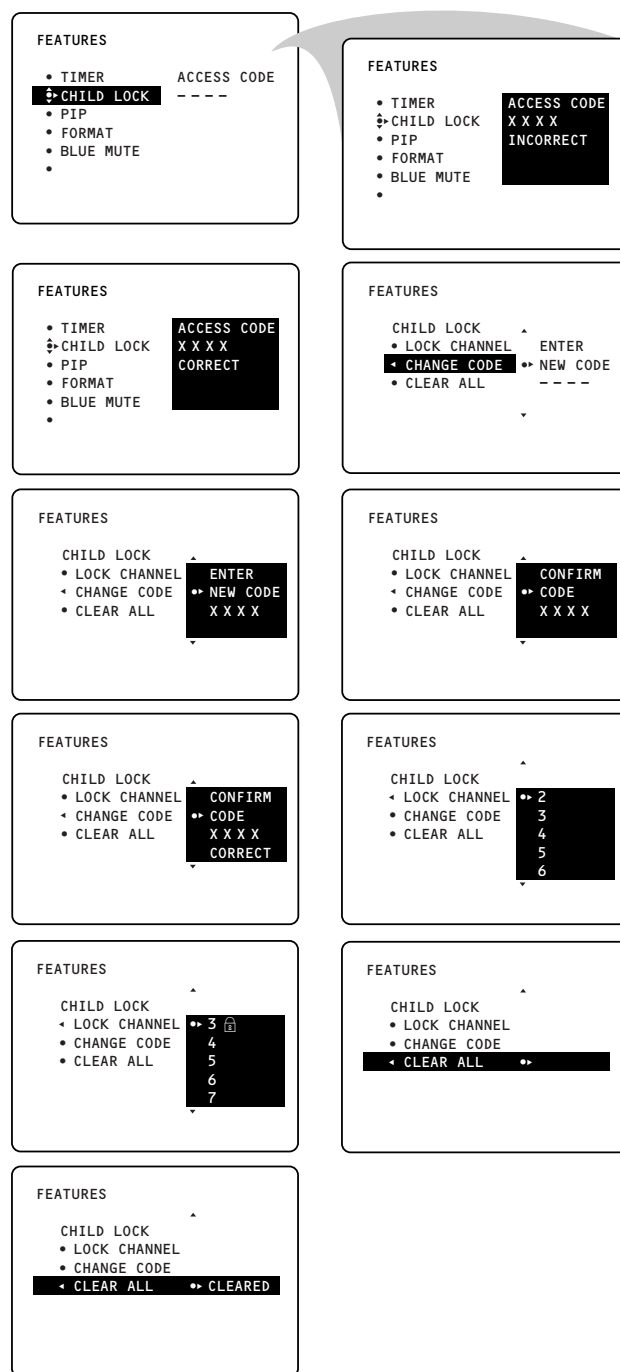 FEATURES
• TIMER ACCESS CODE
CHILD LOCK – – – –
• PIP
• FORMAT
• BLUE MUTE
•
FEATURES
• TIMER ACCESS CODE
CHILD LOCK X X X X
• PIP INCORRECT
• FORMAT
• BLUE MUTE
•
FEATURES
• TIMER ACCESS CODE
CHILD LOCK X X X X
• PIP CORRECT
• FORMAT
• BLUE MUTE
•
FEATURES
CHILD LOCK
• LOCK CHANNEL ENTER
CHANGE CODE NEW CODE
• CLEAR ALL – – – –
FEATURES
CHILD LOCK
• LOCK CHANNEL ENTER
CHANGE CODE NEW CODE
• CLEAR ALL X X X X
FEATURES
CHILD LOCK
• LOCK CHANNEL CONFIRM
CHANGE CODE CODE
• CLEAR ALL X X X X
FEATURES
CHILD LOCK
• LOCK CHANNEL CONFIRM
CHANGE CODE CODE
• CLEAR ALL X X X X
CORRECT
FEATURES
CHILD LOCK
LOCK CHANNEL 2
• CHANGE CODE 3
• CLEAR ALL 4
5
6
FEATURES
CHILD LOCK
LOCK CHANNEL 3
• CHANGE CODE 4
• CLEAR ALL 5
6
7
FEATURES
CHILD LOCK
• LOCK CHANNEL
• CHANGE CODE
CLEAR ALL
FEATURES
CHILD LOCK
• LOCK CHANNEL
• CHANGE CODE
CLEAR ALL CLEARED